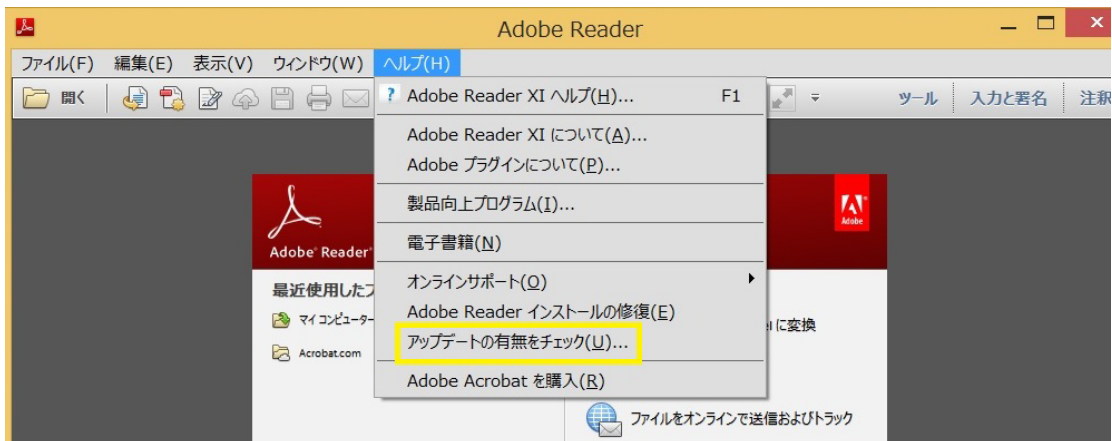 Adobe Reader
ファイル(F) 編集(E) 表示(V) ウィンドウ(W) ヘルプ(H)
開く
ツール 入力と署名 注釈
? Adobe Reader XI ヘルプ(H)... F1
Adobe Reader XI について(A)...
Adobe プラグインについて(P)...
製品向上プログラム(I)...
電子書籍(N)
オンラインサポート(O)
Adobe Reader インストールの修復(E)
アップデートの有無をチェック(U)...
Adobe Acrobat を購入(R)
Adobe® Reader®
Adobe
最近使用した
マイ コンピューター
Acrobat.com
に変換
ファイルをオンラインで送信およびトラック